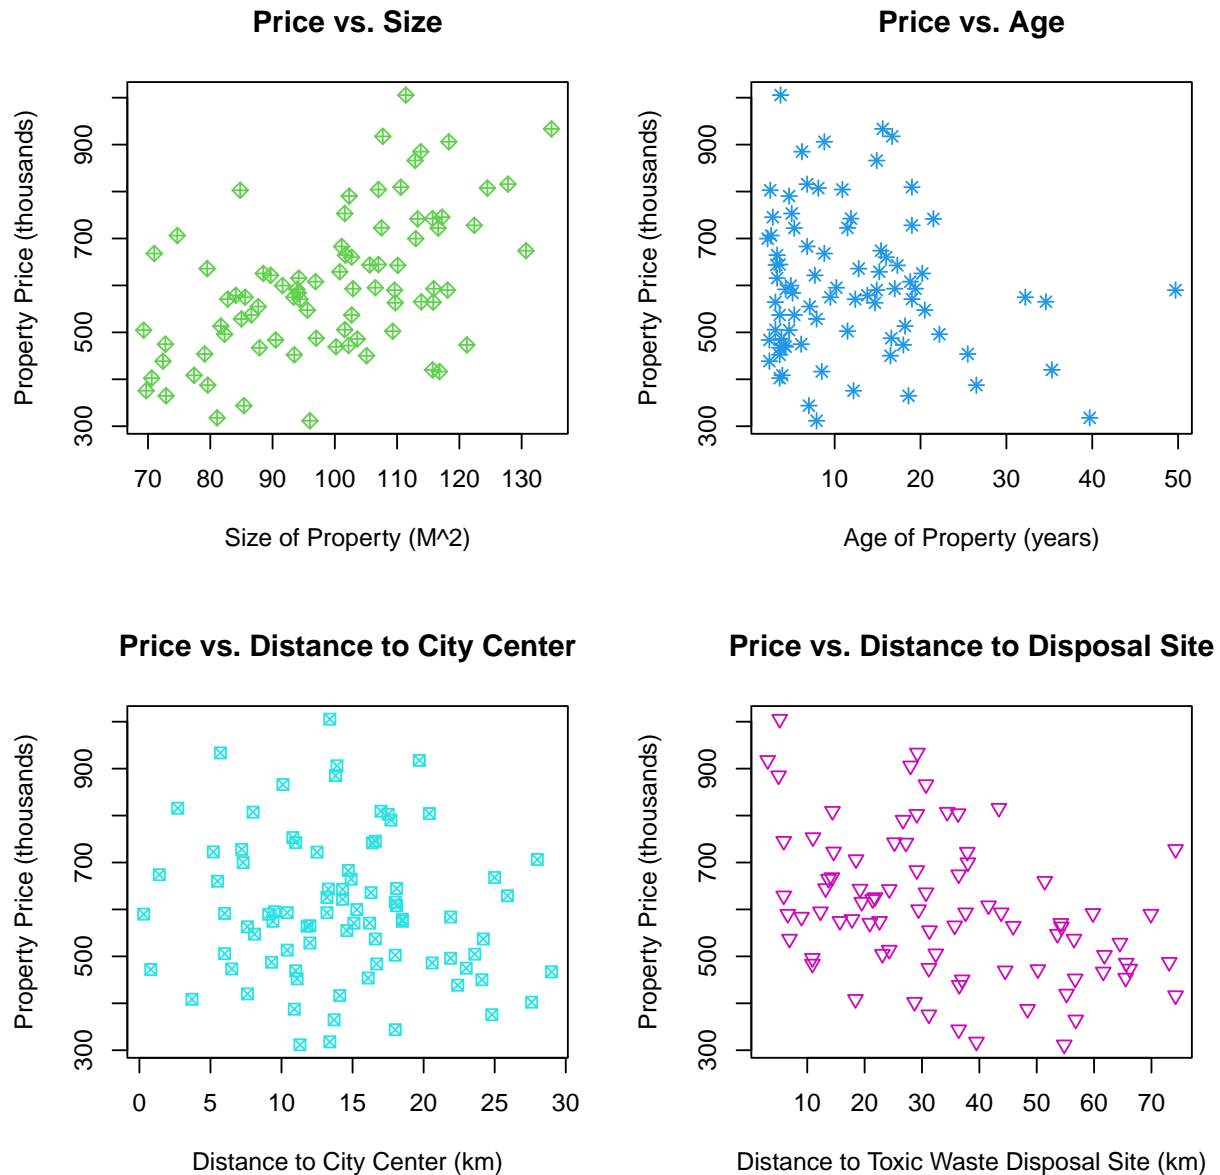 Price vs. Size
Property Price (thousands)
300 500 700 900
70 80 90 100 110 120 130
Size of Property (M^2)
Price vs. Age
Property Price (thousands)
300 500 700 900
10 20 30 40 50
Age of Property (years)
Price vs. Distance to City Center
Property Price (thousands)
300 500 700 900
0 5 10 15 20 25 30
Distance to City Center (km)
Price vs. Distance to Disposal Site
Property Price (thousands)
300 500 700 900
10 20 30 40 50 60 70
Distance to Toxic Waste Disposal Site (km)